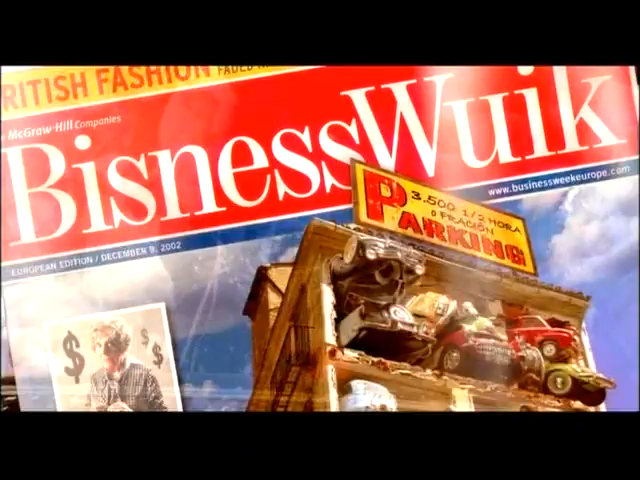 RITISH FASHION FADED
McGraw-Hill Companies
BisnessWuik
www.businessweekeurope.com
EUROPEAN EDITION / DECEMBER 9, 2002
3.500 1/2 HORA
O FRACIÓN
PARKING
$ $ $